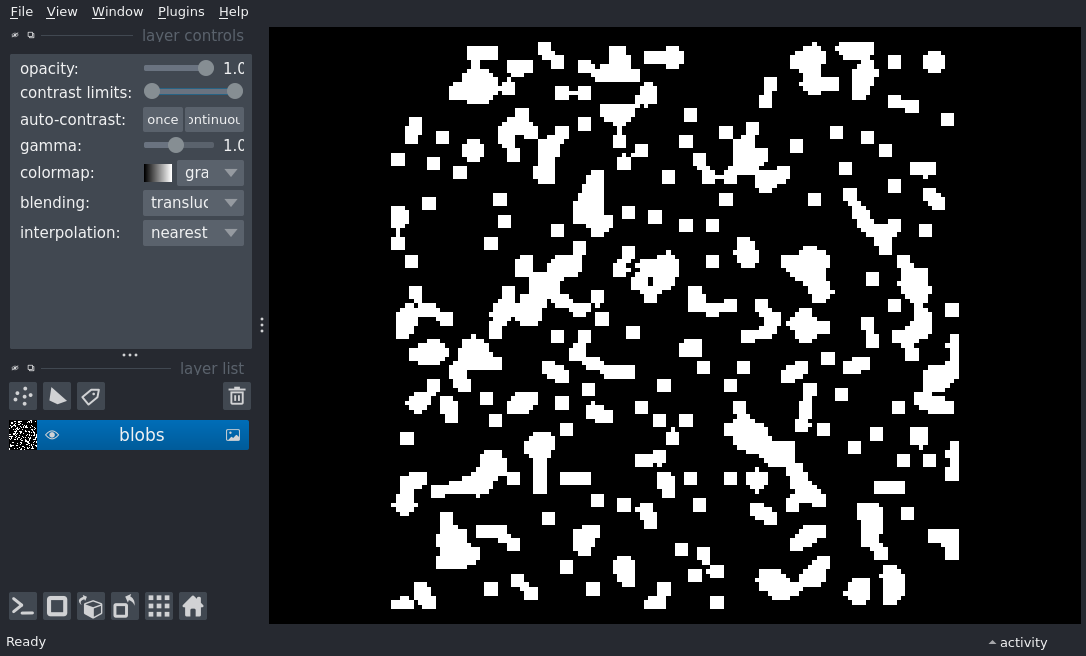 File View Window Plugins Help
layer controls
opacity: 1.0
contrast limits:
auto-contrast: once ontinuou
gamma: 1.0
colormap: gra
blending: transluc
interpolation: nearest
layer list
blobs
Ready
activity